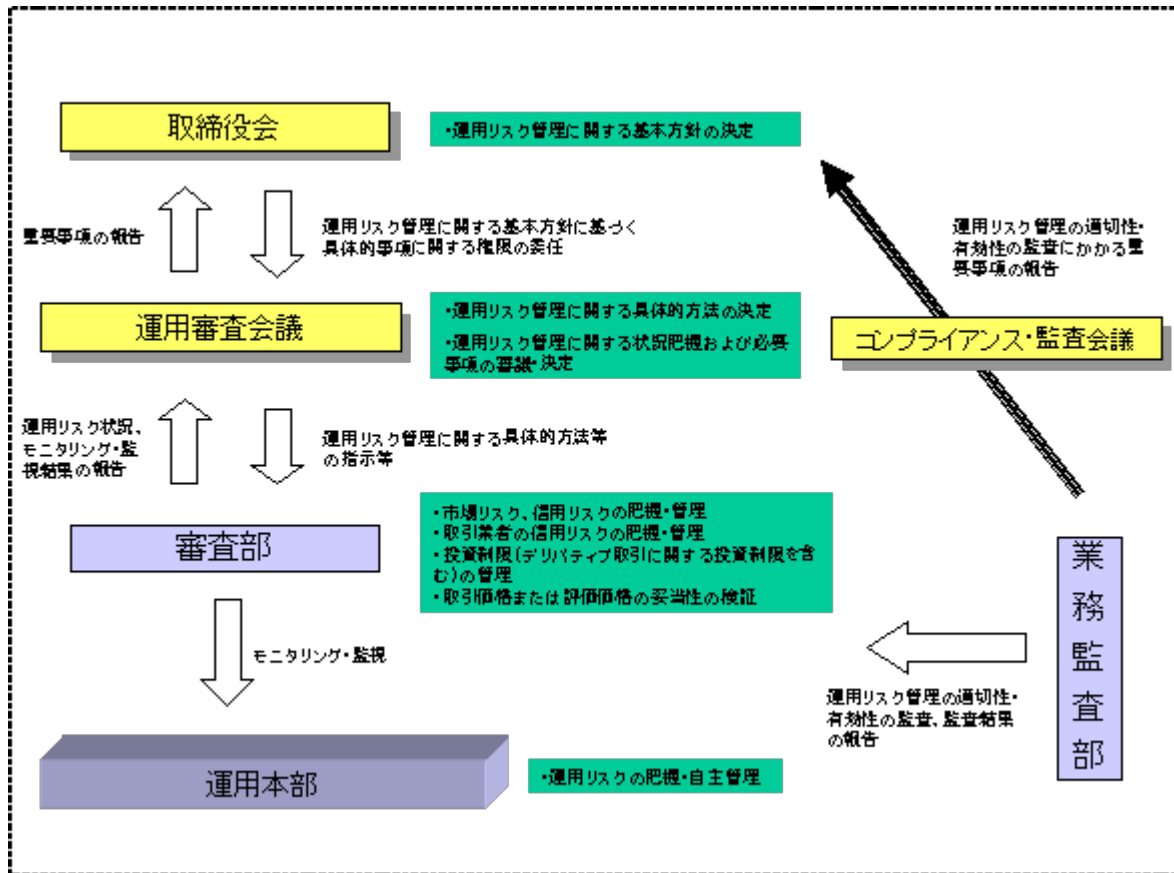 取締役会
・運用リスク管理に関する基本方針の決定
重要事項の報告
運用リスク管理に関する基本方針に基づく
具体的事項に関する権限の委任
運用リスク管理の適切性・
有効性の監査にかかる重
要事項の報告
運用審査会議
・運用リスク管理に関する具体的方法の決定
・運用リスク管理に関する状況把握および必要
事項の審議・決定
コンプライアンス・監査会議
運用リスク状況、
モニタリング・監
視結果の報告
運用リスク管理に関する具体的方法等
の指示等
審査部
・市場リスク、信用リスクの把握・管理
・取引業者の信用リスクの把握・管理
・投資制限(デリバティブ取引に関する投資制限を含
む)の管理
・取引価格または評価価格の妥当性の検証
業務監査部
モニタリング・監視
運用リスク管理の適切性・
有効性の監査、監査結果
の報告
運用本部
・運用リスクの把握・自主管理